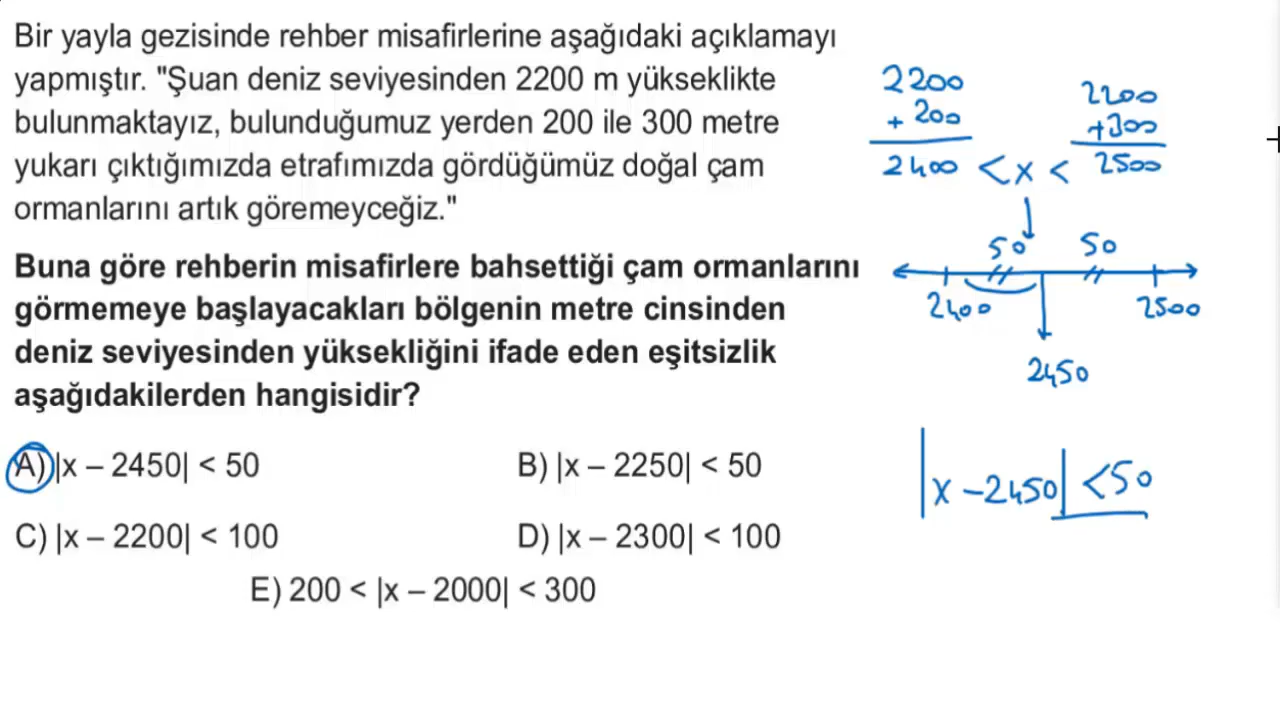 Bir yayla gezisinde rehber misafirlerine aşağıdaki açıklamayı
yapmıştır. "Şuan deniz seviyesinden 2200 m yükseklikte
bulunmaktayız, bulunduğumuz yerden 200 ile 300 metre
yukarı çıktığımızda etrafımızda gördüğümüz doğal çam
ormanlarını artık göremeyceğiz."
Buna göre rehberin misafirlere bahsettiği çam ormanlarını
görmemeye başlayacakları bölgenin metre cinsinden
deniz seviyesinden yüksekliğini ifade eden eşitsizlik
aşağıdakilerden hangisidir?
A) |x – 2450| < 50
B) |x – 2250| < 50
C) |x – 2200| < 100
D) |x – 2300| < 100
E) 200 < |x – 2000| < 300
2200 2200
+ 200 +300
2400 < x < 2500
50 50
2400 2500
2450
|x - 2450| < 50